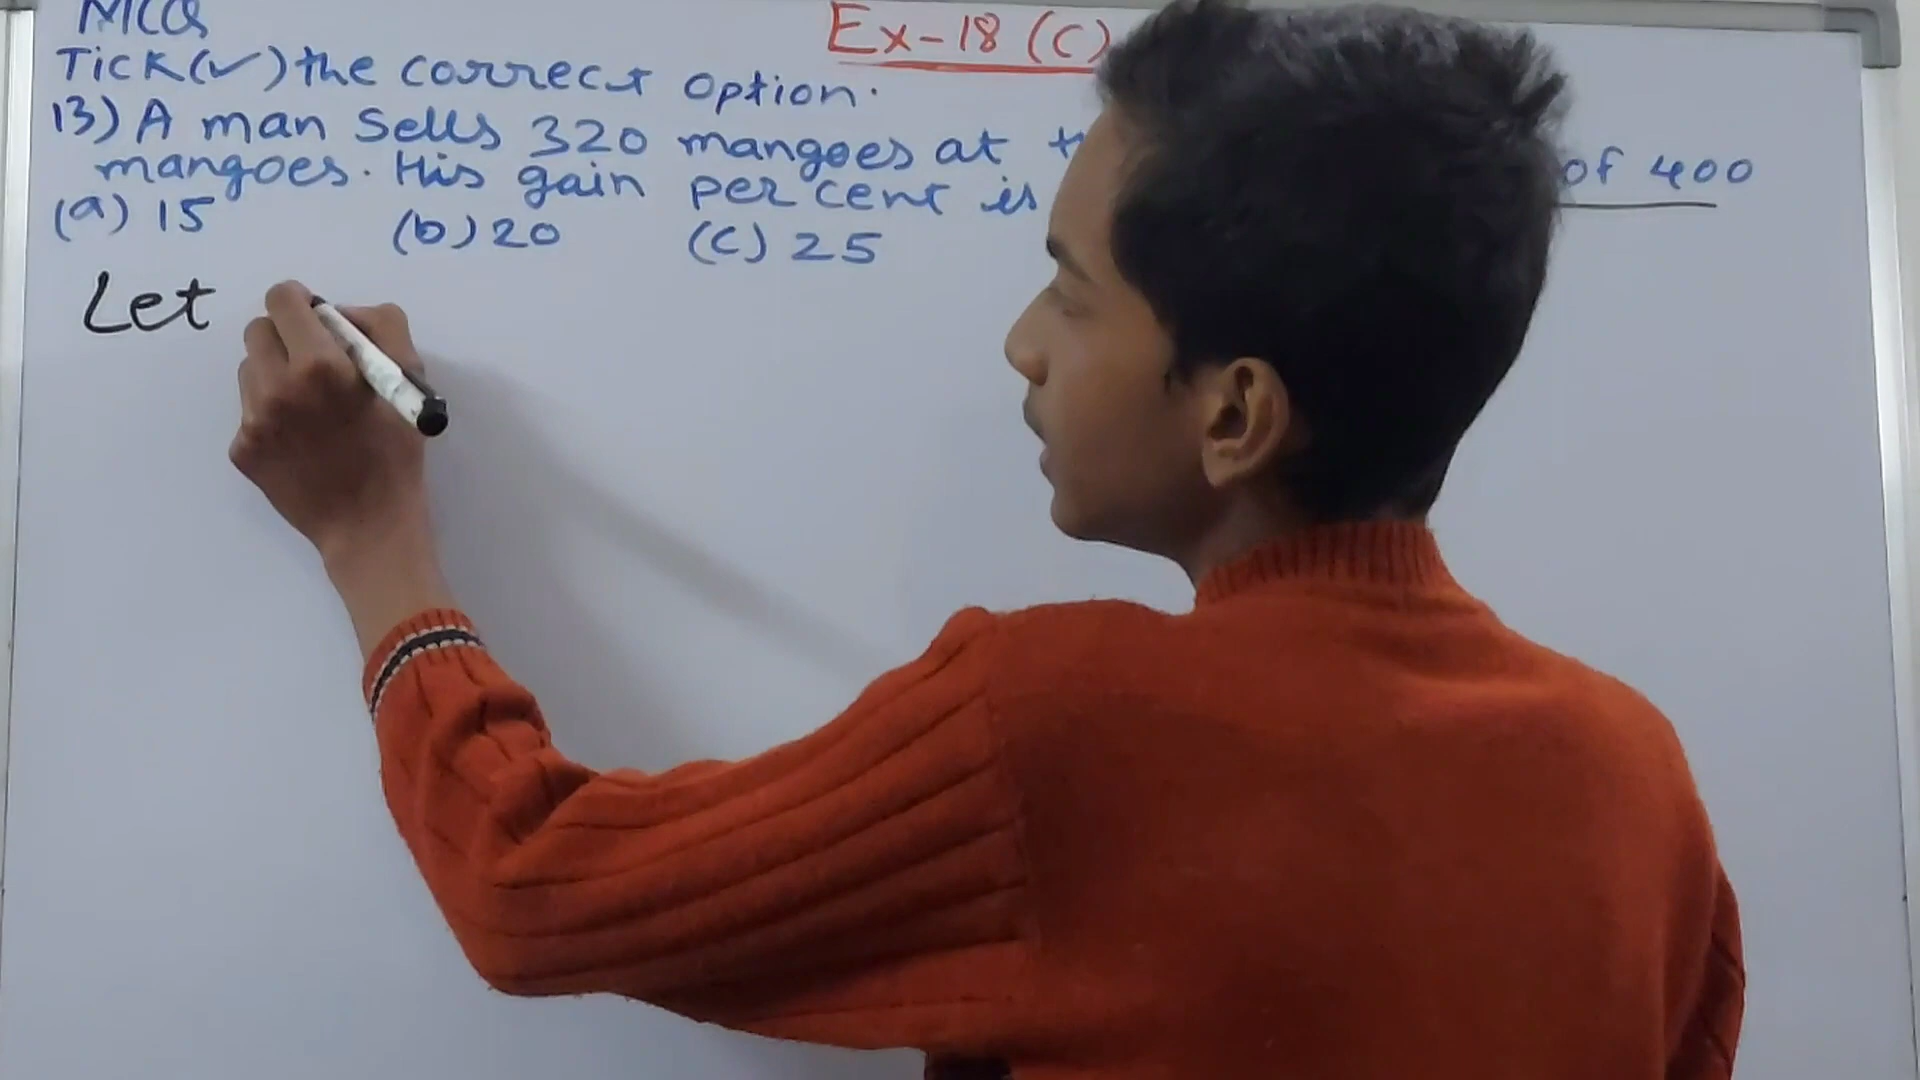 MCQ
Ex-18 (C)
Tick(✓) the correct option.
13) A man sells 320 mangoes at of 400
mangoes. His gain per cent is
(a) 15 (b) 20 (c) 25
Let